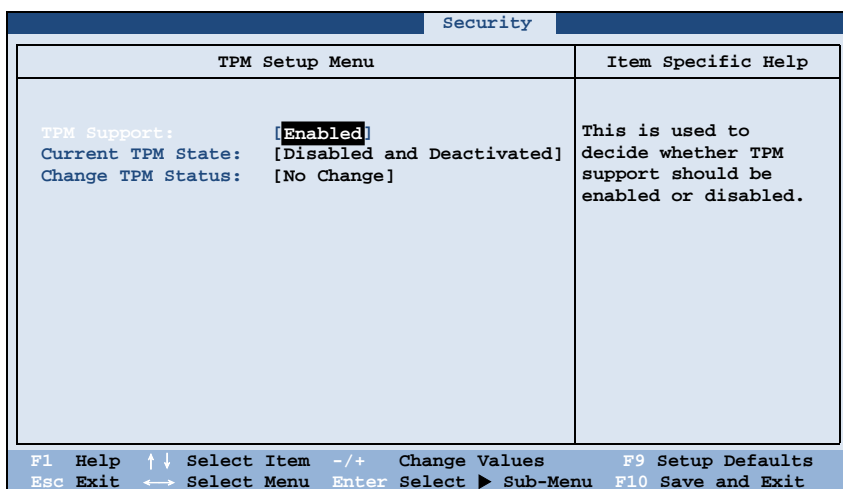 Security
TPM Setup Menu
Item Specific Help
TPM Support: [Enabled]
Current TPM State: [Disabled and Deactivated]
Change TPM Status: [No Change]
This is used to
decide whether TPM
support should be
enabled or disabled.
F1 Help ↑↓ Select Item -/+ Change Values F9 Setup Defaults
Esc Exit ←→ Select Menu Enter Select ▶ Sub-Menu F10 Save and Exit